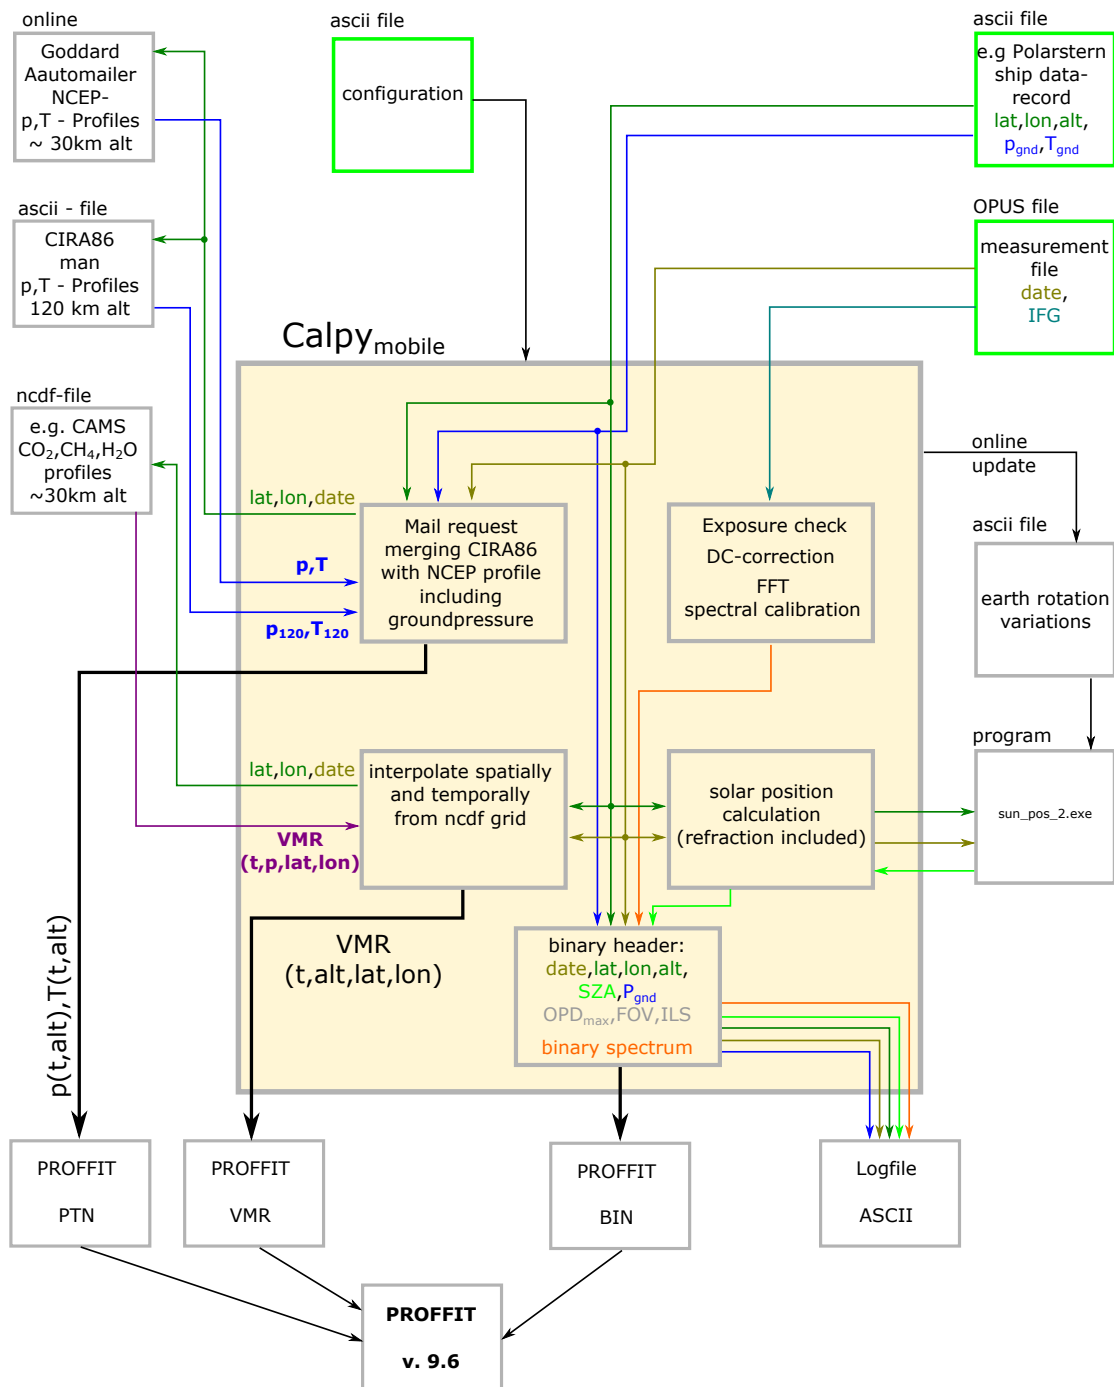 online
Goddard
Aautomailer
NCEP-
p,T - Profiles
~ 30km alt
ascii file
configuration
ascii file
e.g Polarstern
ship data-
record
lat,lon,alt,
p_gnd,T_gnd
ascii - file
CIRA86
man
p,T - Profiles
120 km alt
OPUS file
measurement
file
date,
IFG
Calpy_mobile
ncdf-file
e.g. CAMS
CO₂,CH₄,H₂O
profiles
~30km alt
online
update
lat,lon,date
Mail request
merging CIRA86
with NCEP profile
including
groundpressure
p,T
p₁₂₀,T₁₂₀
Exposure check
DC-correction
FFT
spectral calibration
ascii file
earth rotation
variations
program
sun_pos_2.exe
lat,lon,date
interpolate spatially
and temporally
from ncdf grid
VMR
(t,p,lat,lon)
solar position
calculation
(refraction included)
p(t,alt),T(t,alt)
VMR
(t,alt,lat,lon)
binary header:
date,lat,lon,alt,
SZA,P_gnd
OPD_max,FOV,ILS
binary spectrum
PROFFIT
PTN
PROFFIT
VMR
PROFFIT
BIN
Logfile
ASCII
PROFFIT
v. 9.6